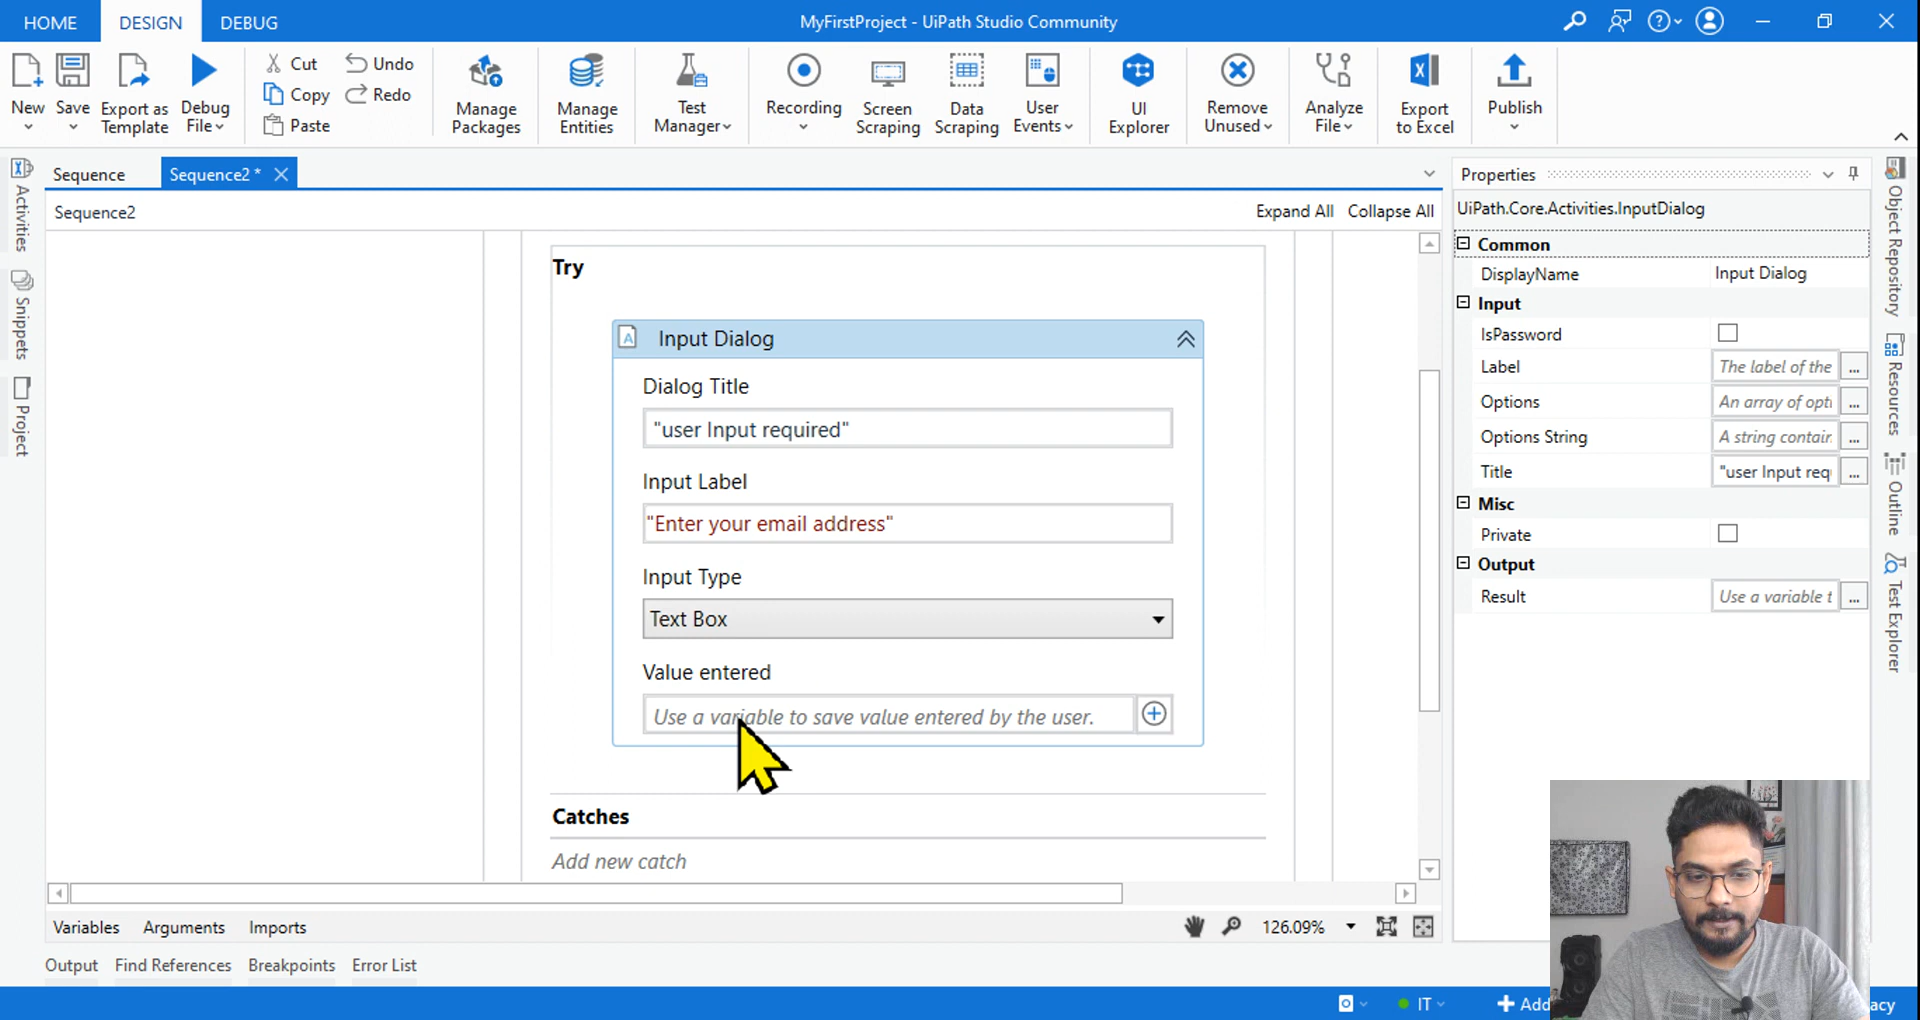 HOME DESIGN DEBUG
MyFirstProject - UiPath Studio Community
New
Save
Export as
Template
Debug
File
Cut
Copy
Paste
Undo
Redo
Manage
Packages
Manage
Entities
Test
Manager
Recording
Screen
Scraping
Data
Scraping
User
Events
UI
Explorer
Remove
Unused
Analyze
File
Export
to Excel
Publish
Activities
Snippets
Project
Sequence
Sequence2 *
Sequence2
Expand All Collapse All
Try
Input Dialog
Dialog Title
"user Input required"
Input Label
"Enter your email address"
Input Type
Text Box
Value entered
Use a variable to save value entered by the user.
Catches
Add new catch
Variables Arguments Imports
126.09%
Output Find References Breakpoints Error List
Properties
UiPath.Core.Activities.InputDialog
Common
DisplayName Input Dialog
Input
IsPassword
Label The label of the ...
Options An array of opti ...
Options String A string contain ...
Title "user Input req ...
Misc
Private
Output
Result Use a variable t ...
Object Repository
Resources
Outline
Test Explorer
IT
+ Add
acy